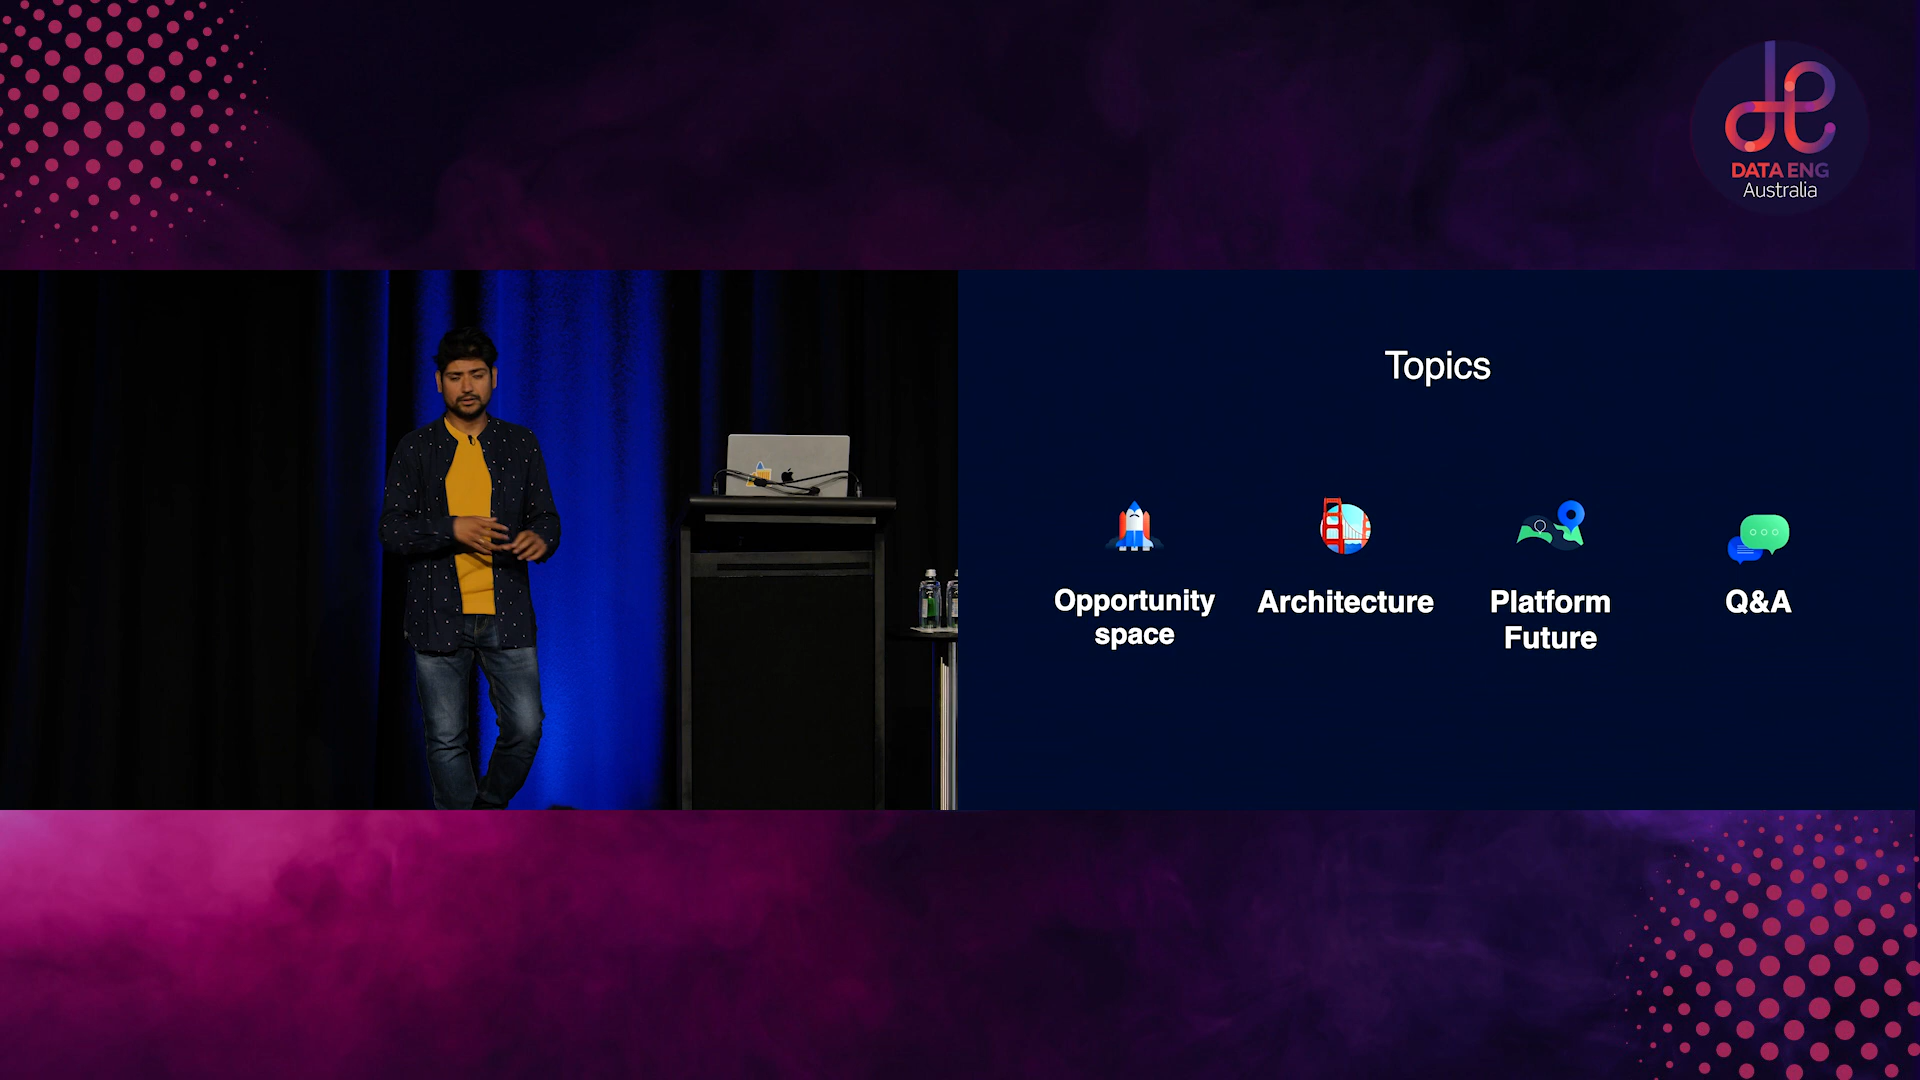 DATA ENG
Australia
Topics
Opportunity
space
Architecture
Platform
Future
Q&A